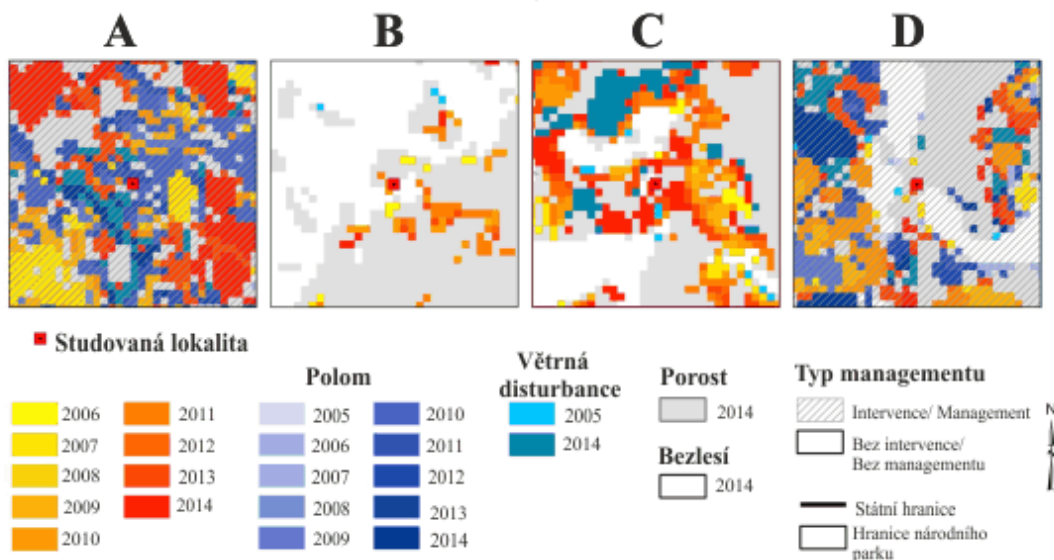 A B C D
Studovaná lokalita
2006
2007
2008
2009
2010
2011
2012
2013
2014
Polom
2005
2006
2007
2008
2009
2010
2011
2012
2013
2014
Větrná
disturbance
2005
2014
Porost
2014
Bezlesí
2014
Typ managementu
Intervence/ Management
Bez intervence/
Bez managementu
Státní hranice
Hranice národního
parku
N